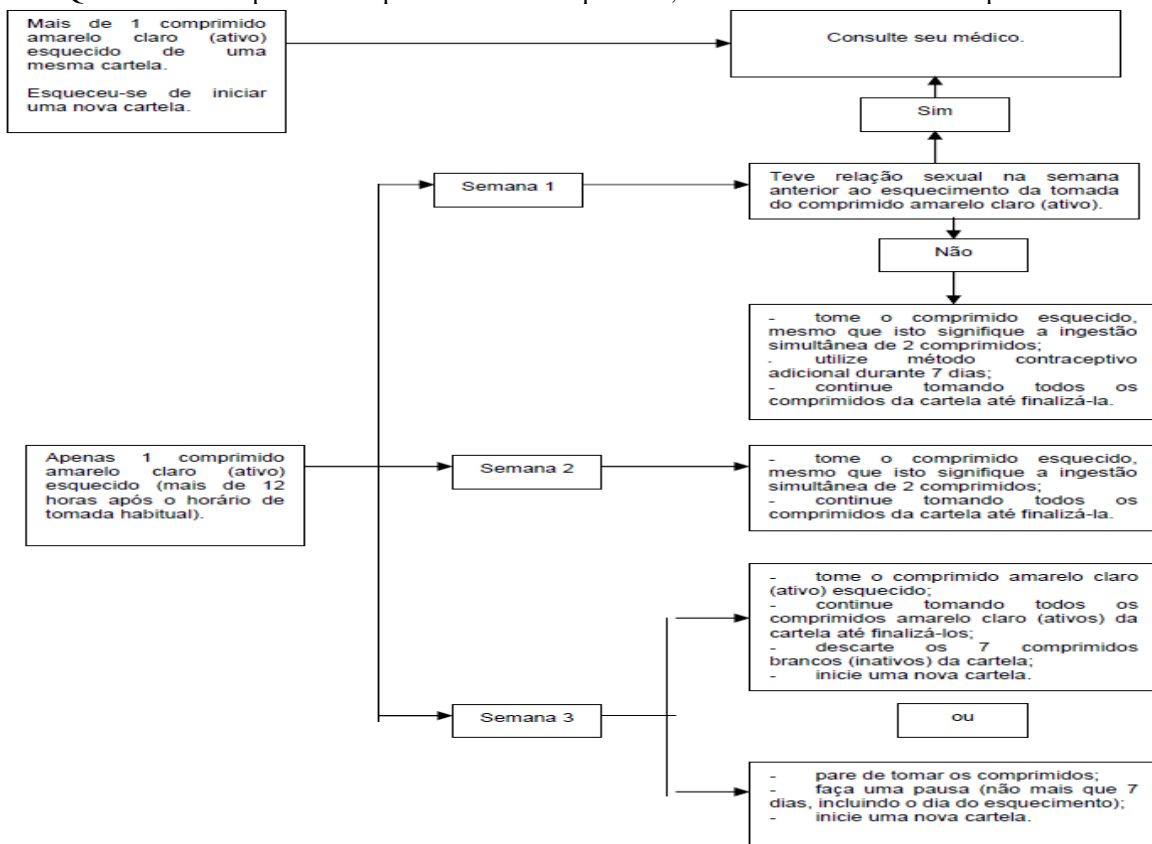 Mais de 1 comprimido
amarelo claro (ativo)
esquecido de uma
mesma cartela.
Esqueceu-se de iniciar
uma nova cartela.
Consulte seu médico.
Sim
Semana 1
Teve relação sexual na semana
anterior ao esquecimento da tomada
do comprimido amarelo claro (ativo).
Não
- tome o comprimido esquecido,
mesmo que isto signifique a ingestão
simultânea de 2 comprimidos;
. utilize método contraceptivo
adicional durante 7 dias;
- continue tomando todos os
comprimidos da cartela até finalizá-la.
Apenas 1 comprimido
amarelo claro (ativo)
esquecido (mais de 12
horas após o horário de
tomada habitual).
Semana 2
- tome o comprimido esquecido,
mesmo que isto signifique a ingestão
simultânea de 2 comprimidos;
- continue tomando todos os
comprimidos da cartela até finalizá-la.
Semana 3
- tome o comprimido amarelo claro
(ativo) esquecido;
- continue tomando todos os
comprimidos amarelo claro (ativos) da
cartela até finalizá-los;
- descarte os 7 comprimidos
brancos (inativos) da cartela;
- inicie uma nova cartela.
ou
- pare de tomar os comprimidos;
- faça uma pausa (não mais que 7
dias, incluindo o dia do esquecimento);
- inicie uma nova cartela.